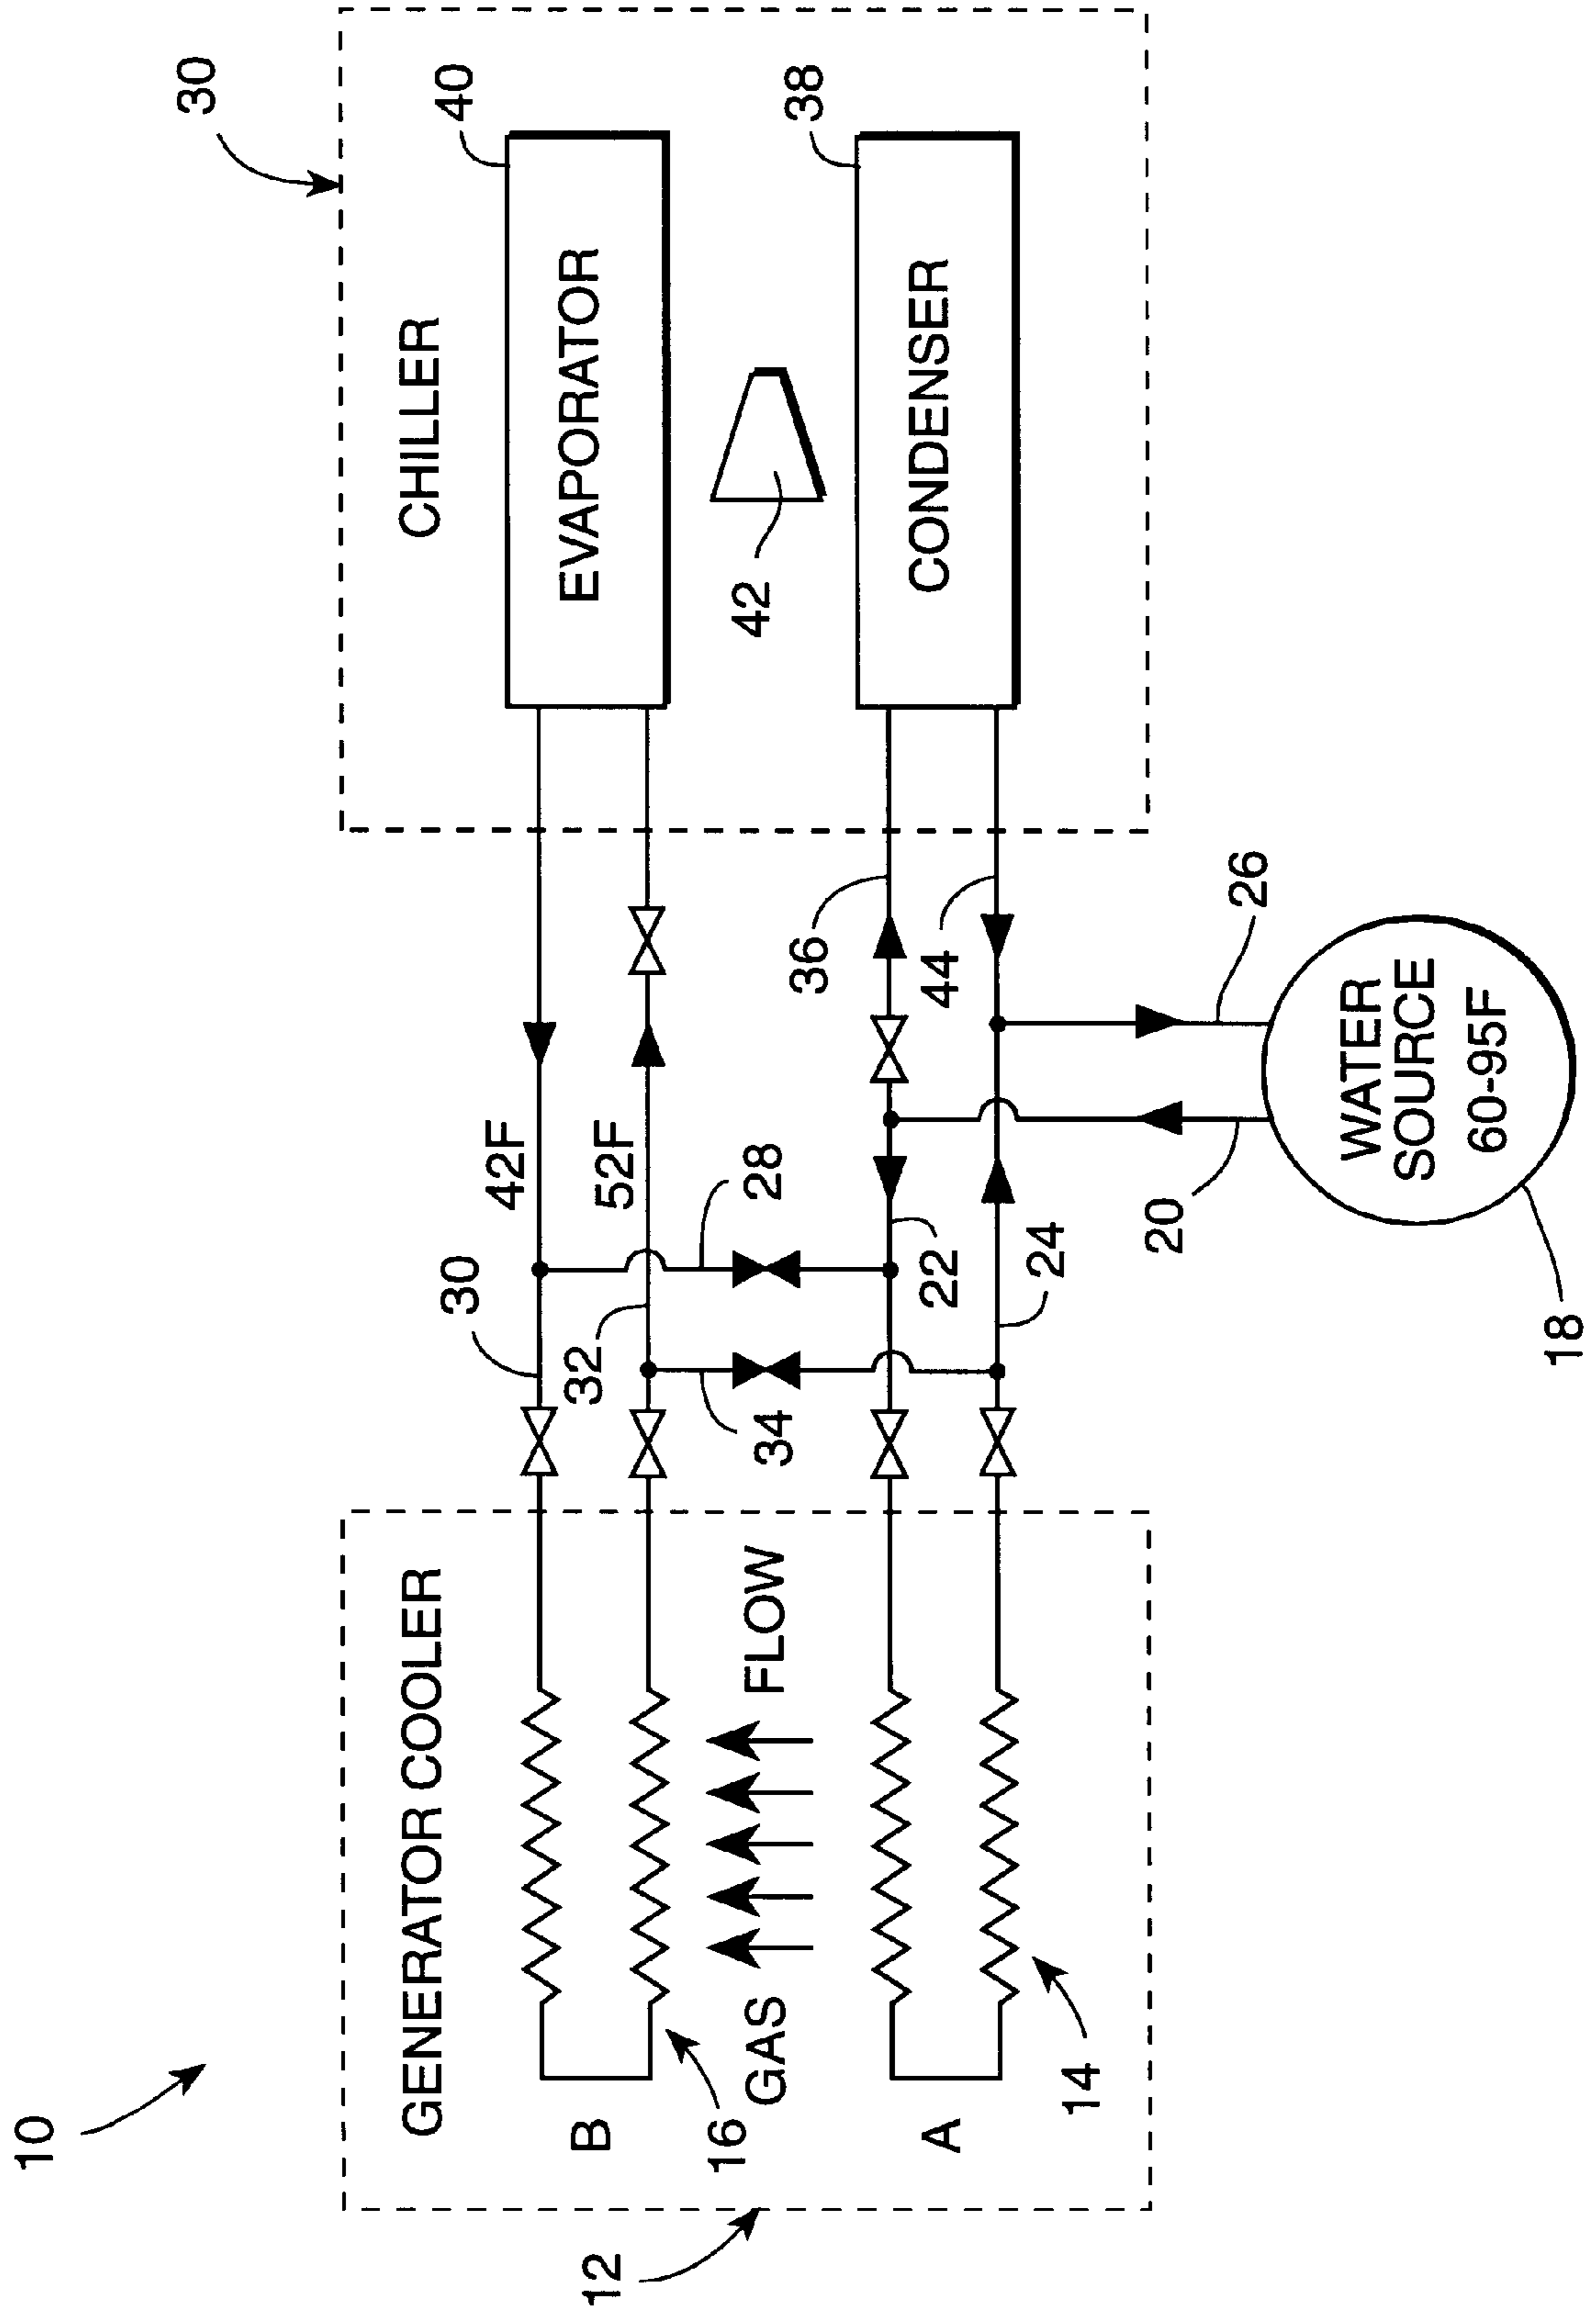 10
12
GENERATOR COOLER
B
16
GAS FLOW
A
14
30
32
34
42F
52F
28
22
24
20
36
44
26
WATER
SOURCE
60-95F
18
30
CHILLER
40
EVAPORATOR
42
38
CONDENSER